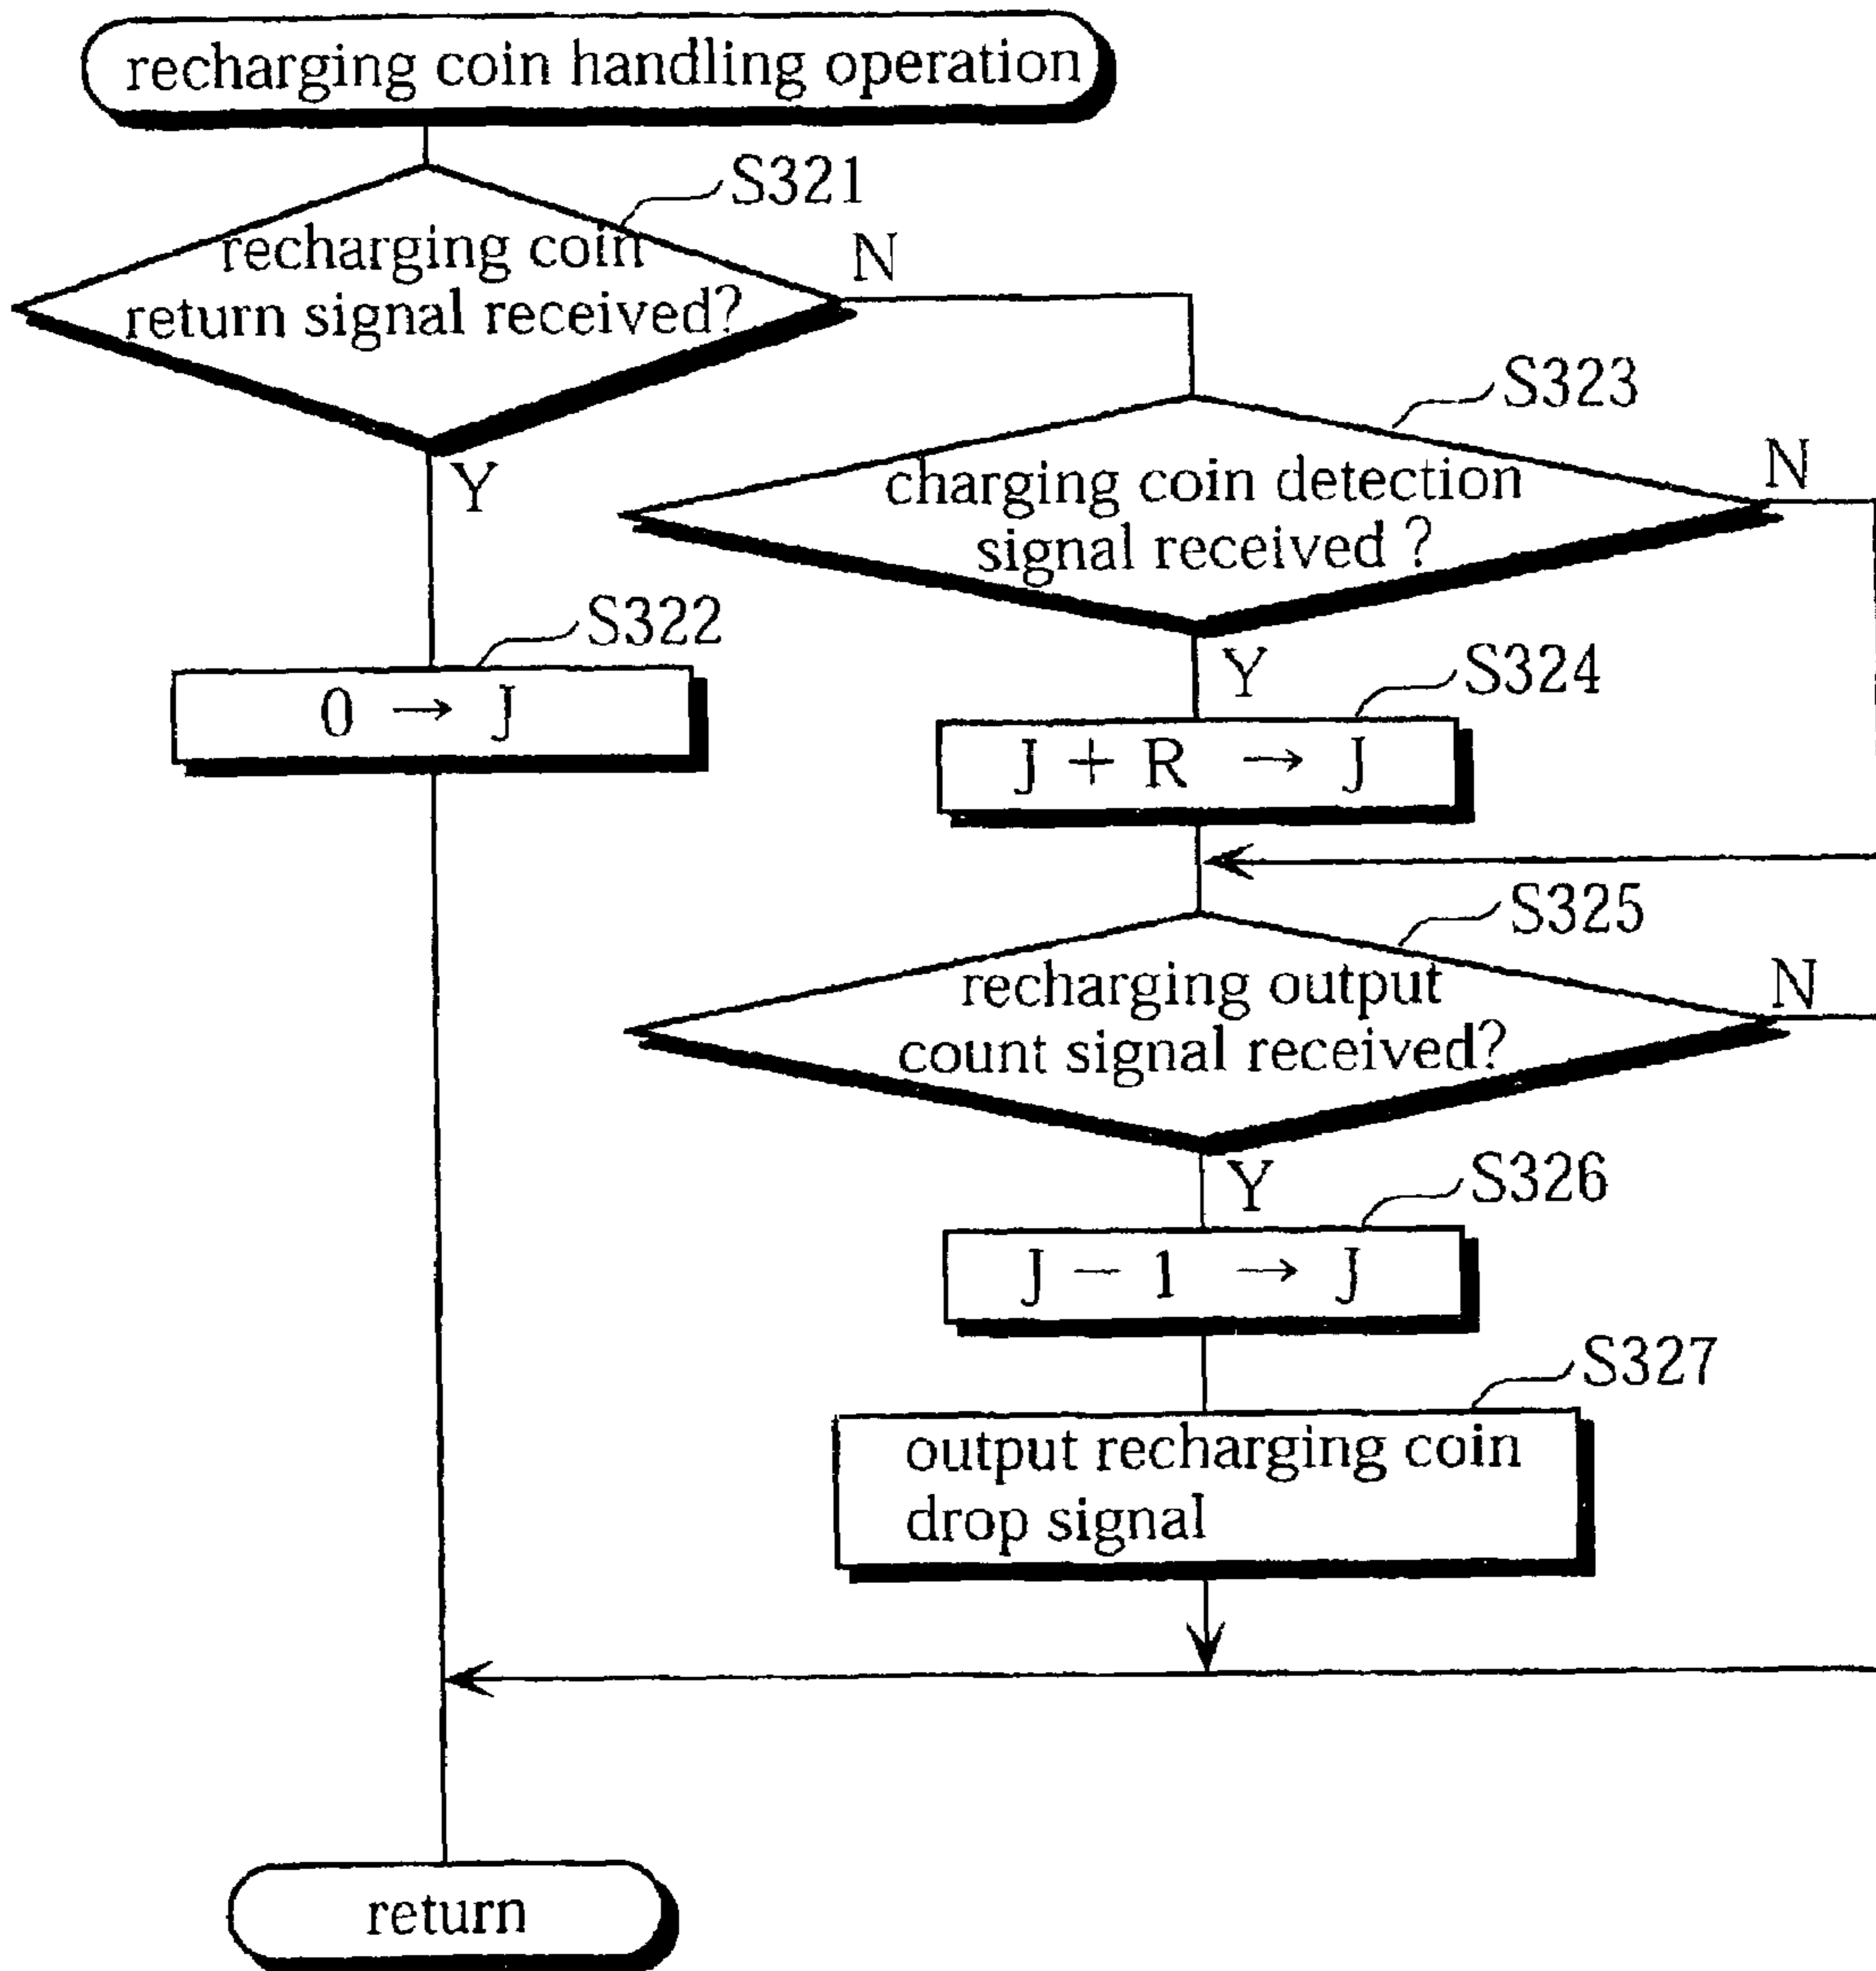 recharging coin handling operation
S321
recharging coin
return signal received?
N
Y
S323
charging coin detection
signal received ?
N
Y
S322
0 → J
S324
J + R → J
S325
recharging output
count signal received?
N
Y
S326
J − 1 → J
S327
output recharging coin
drop signal
return